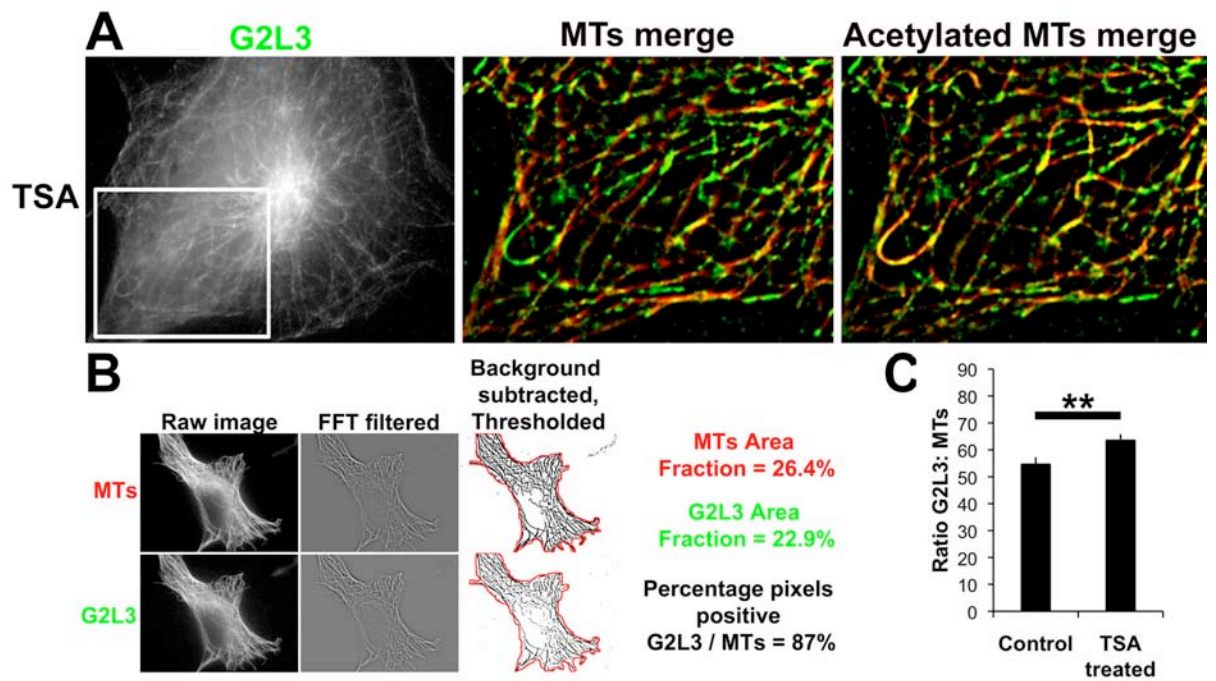 A
G2L3
MTs merge
Acetylated MTs merge
TSA
B
Raw image
FFT filtered
Background
subtracted,
Thresholded
MTs
G2L3
MTs Area
Fraction = 26.4%
G2L3 Area
Fraction = 22.9%
Percentage pixels
positive
G2L3 / MTs = 87%
C
Ratio G2L3: MTs
90
80
70
60
50
40
30
20
10
0
**
Control
TSA
treated